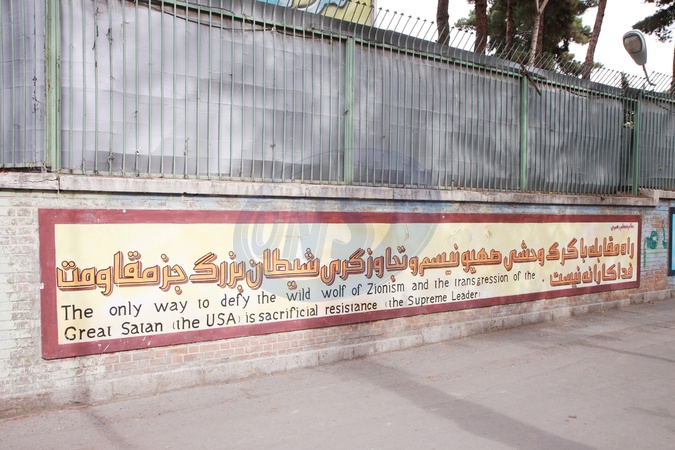 راه مقابله با گرگ وحشی صهیونیسم و تجاوزگری شیطان بزرگ جز مقاومت
فداکارانه نیست.
The only way to defy the wild wolf of Zionism and the transgression of the
Great Satan (the USA) is sacrificial resistance (the Supreme Leader)